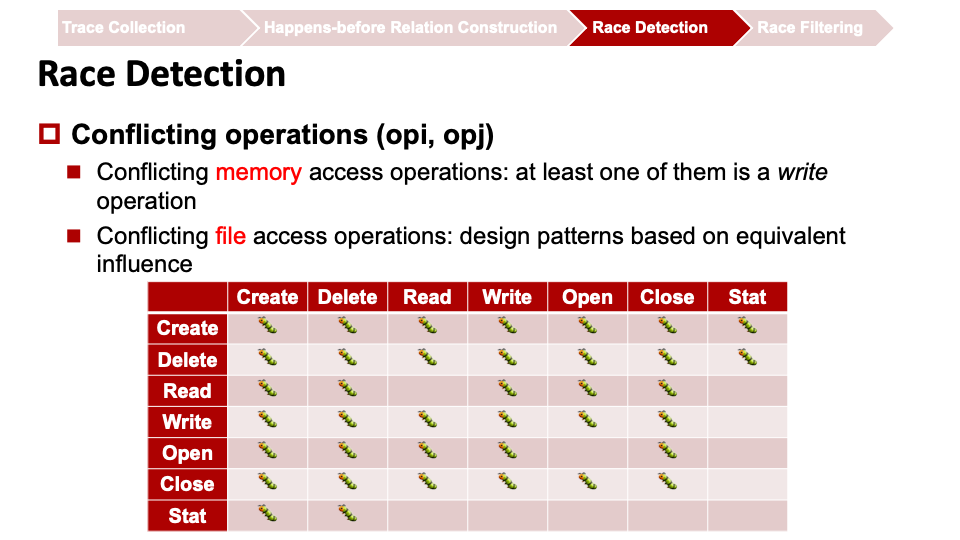 Trace Collection
Happens-before Relation Construction
Race Detection
Race Filtering
Race Detection
Conflicting operations (opi, opj)
Conflicting memory access operations: at least one of them is a write
operation
Conflicting file access operations: design patterns based on equivalent
influence
Create Delete Read Write Open Close Stat
Create
Delete
Read
Write
Open
Close
Stat